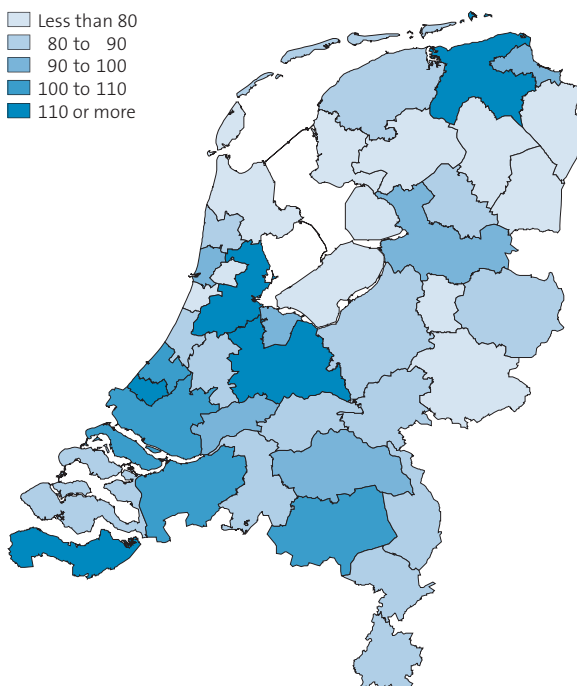 Less than 80
80 to 90
90 to 100
100 to 110
110 or more